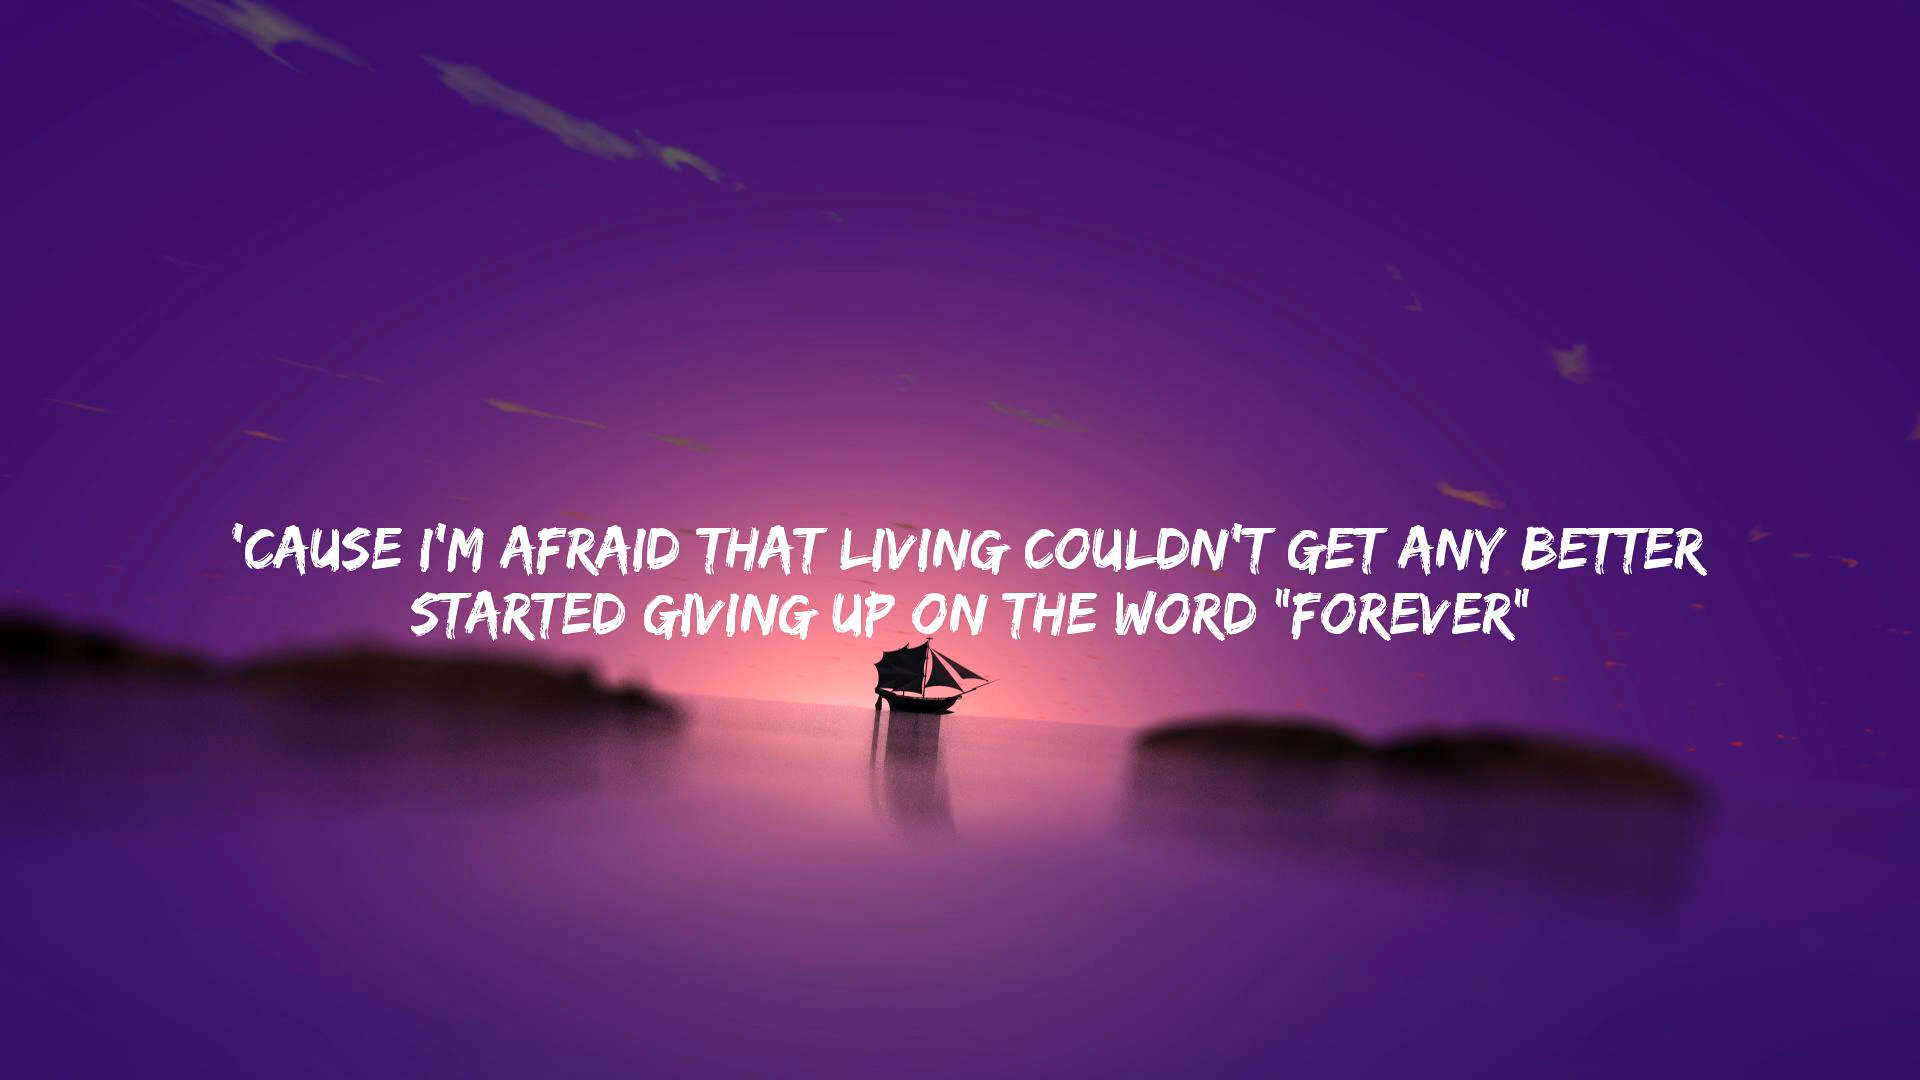 'CAUSE I'M AFRAID THAT LIVING COULDN'T GET ANY BETTER
STARTED GIVING UP ON THE WORD "FOREVER"